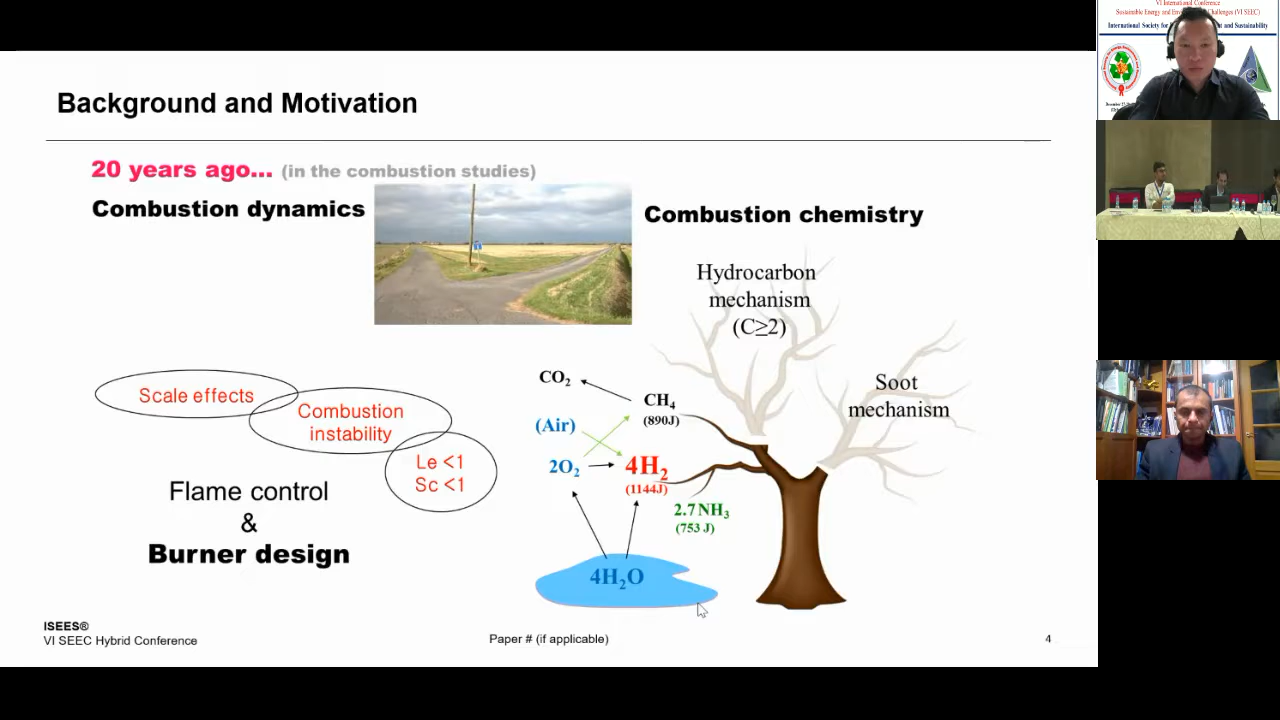 Background and Motivation
20 years ago... (in the combustion studies)
Combustion dynamics
Combustion chemistry
Hydrocarbon
mechanism
(C≥2)
Soot
mechanism
Scale effects
Combustion
instability
Le <1
Sc <1
Flame control
&
Burner design
CO₂
CH₄
(890J)
(Air)
2O₂
4H₂
(1144J)
2.7 NH₃
(753 J)
4H₂O
ISEES®
VI SEEC Hybrid Conference
Paper # (if applicable)
4
VI International Conference
Sustainable Energy and
Challenges (VI SEEC)
International Society for
and Sustainability